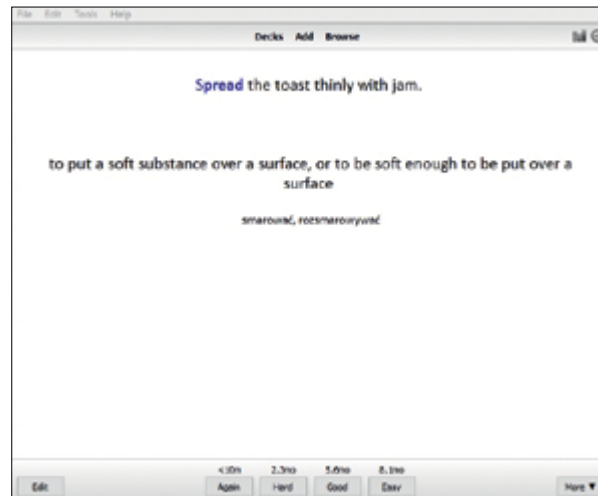 File Edit Tools Help
Decks Add Browse
Spread the toast thinly with jam.
to put a soft substance over a surface, or to be soft enough to be put over a
surface
smarować, rozsmarowywać
<10m 2.3mo 5.6mo 8.1mo
Edit Again Hard Good Easy More ▼